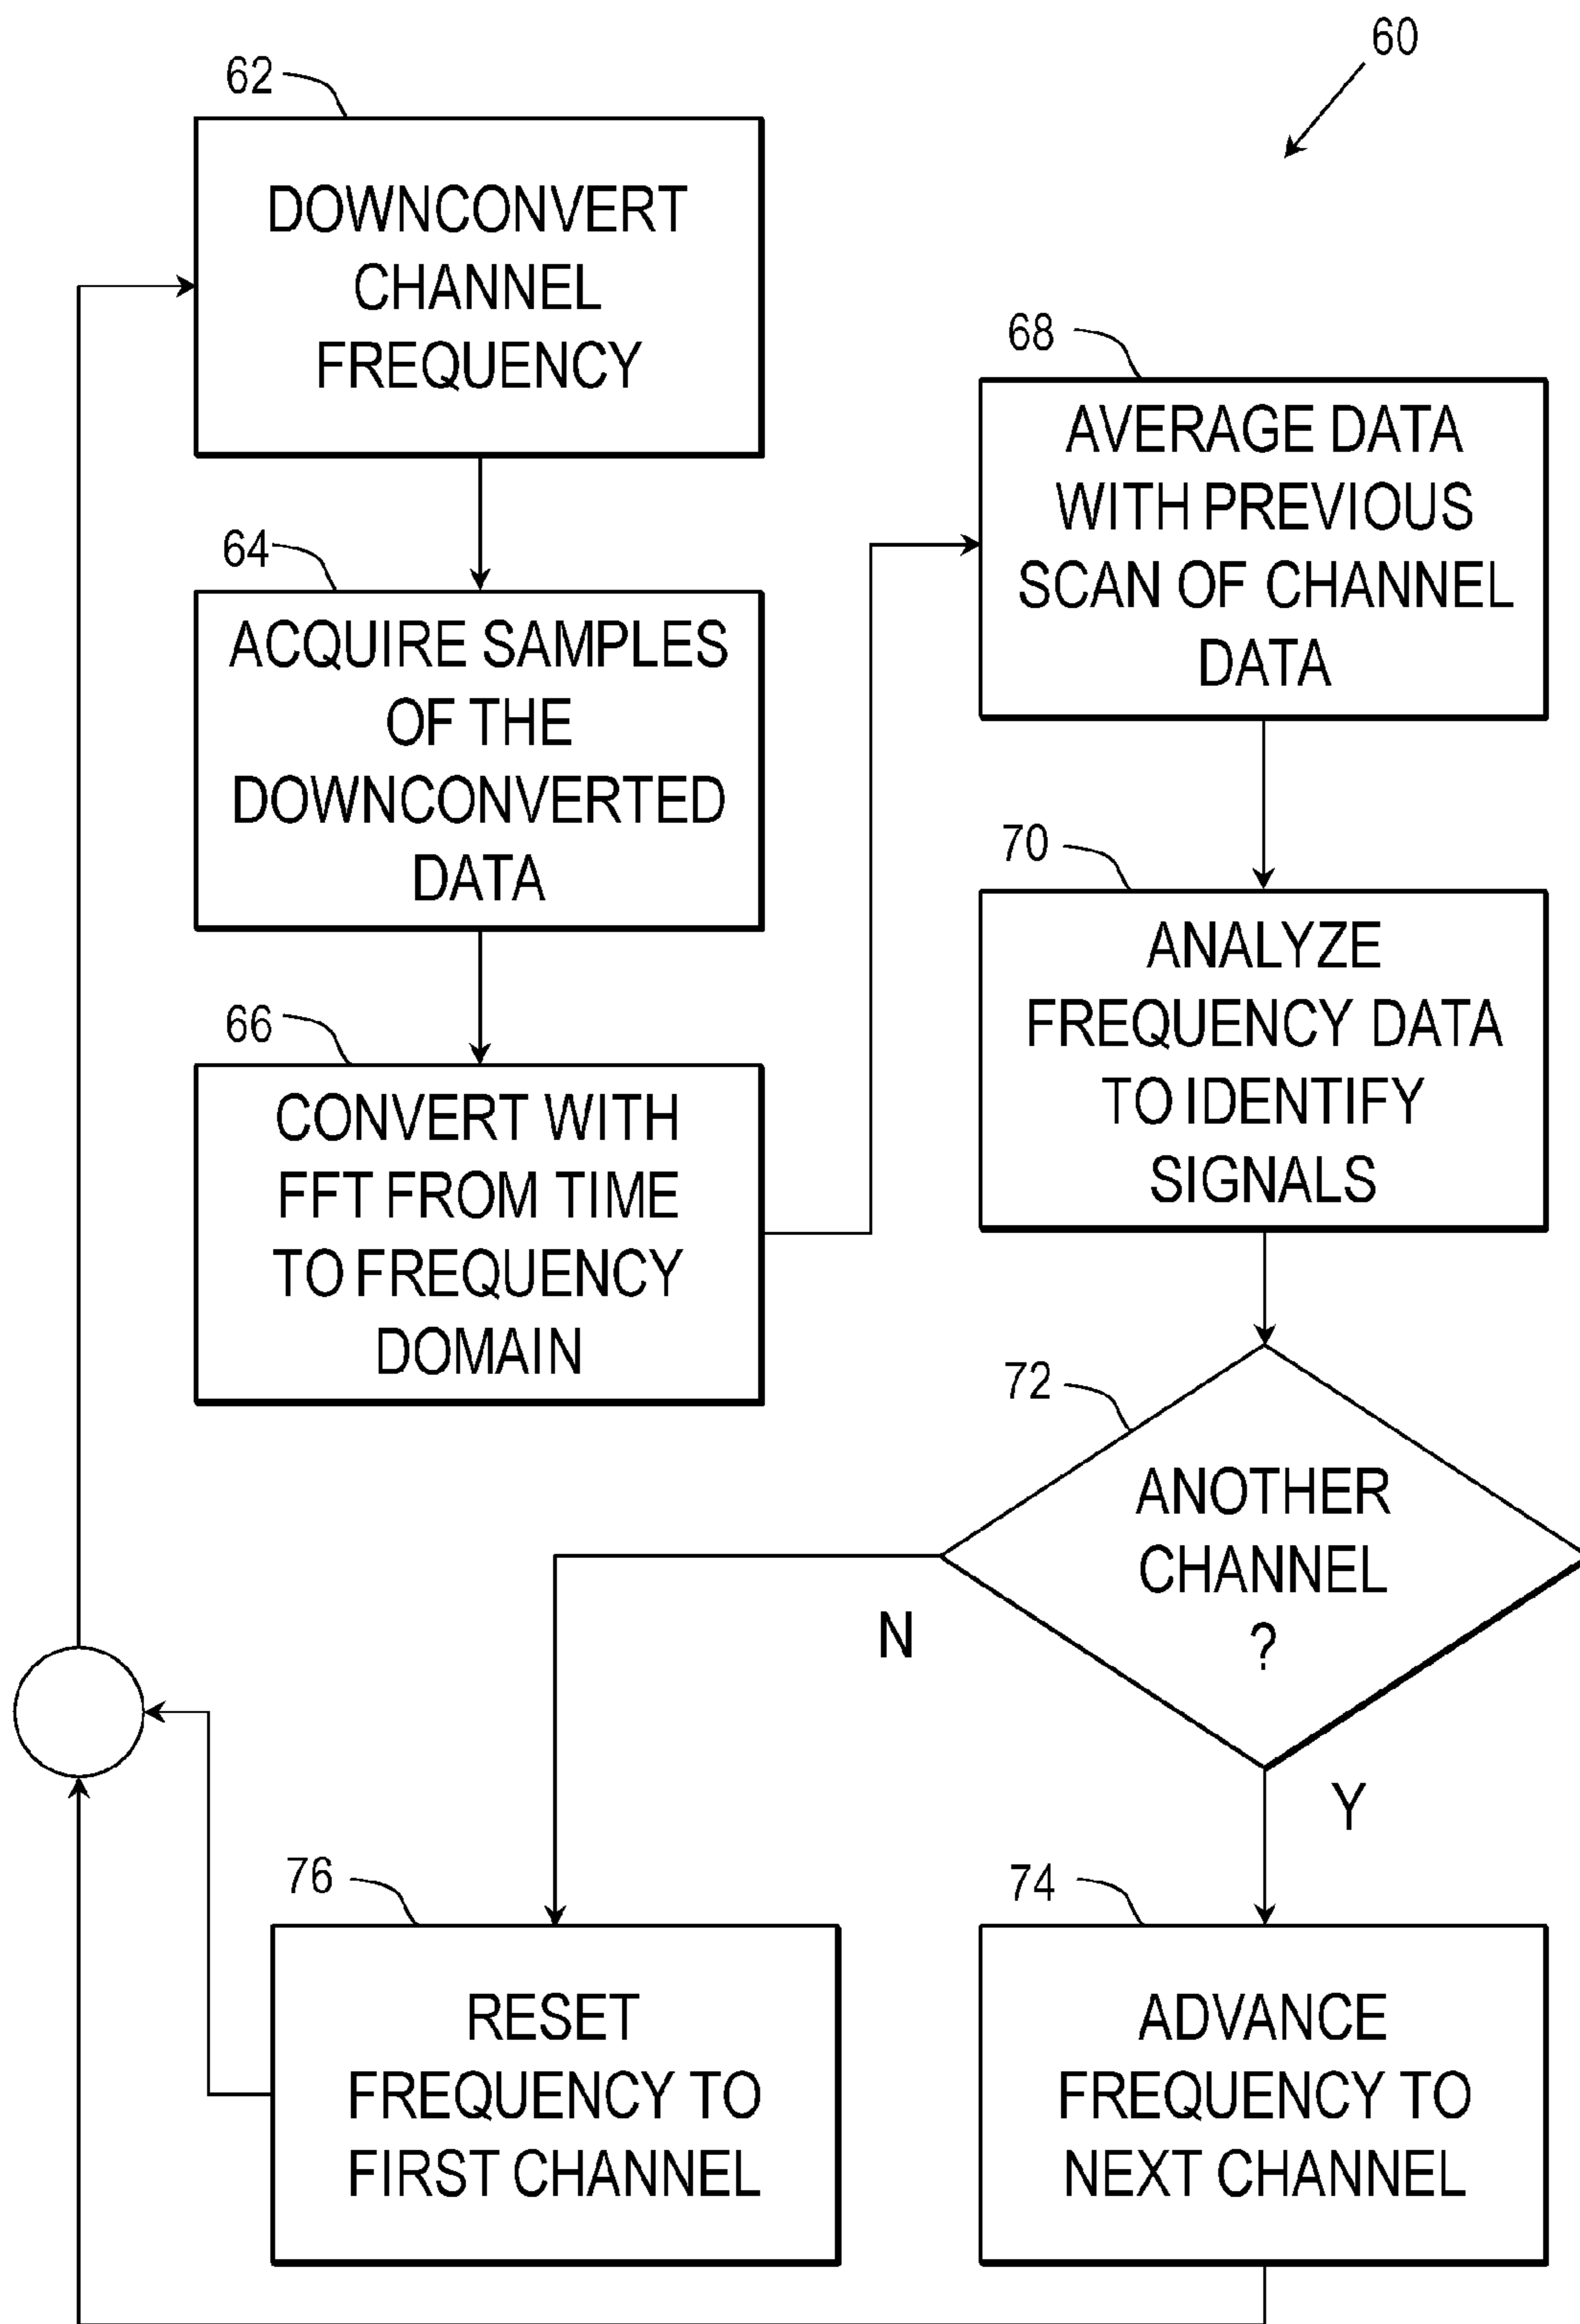 60
62
DOWNCONVERT
CHANNEL
FREQUENCY
64
ACQUIRE SAMPLES
OF THE
DOWNCONVERTED
DATA
66
CONVERT WITH
FFT FROM TIME
TO FREQUENCY
DOMAIN
68
AVERAGE DATA
WITH PREVIOUS
SCAN OF CHANNEL
DATA
70
ANALYZE
FREQUENCY DATA
TO IDENTIFY
SIGNALS
72
ANOTHER
CHANNEL
?
N
Y
76
RESET
FREQUENCY TO
FIRST CHANNEL
74
ADVANCE
FREQUENCY TO
NEXT CHANNEL